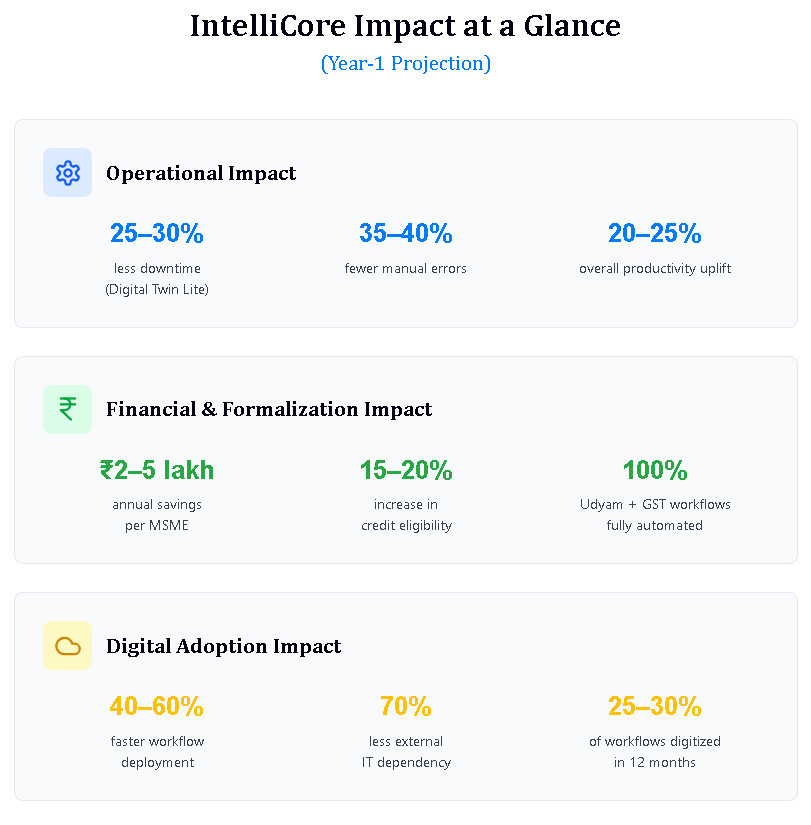 IntelliCore Impact at a Glance
(Year-1 Projection)
Operational Impact
25–30%
less downtime
(Digital Twin Lite)
35–40%
fewer manual errors
20–25%
overall productivity uplift
Financial & Formalization Impact
₹2–5 lakh
annual savings
per MSME
15–20%
increase in
credit eligibility
100%
Udyam + GST workflows
fully automated
Digital Adoption Impact
40–60%
faster workflow
deployment
70%
less external
IT dependency
25–30%
of workflows digitized
in 12 months